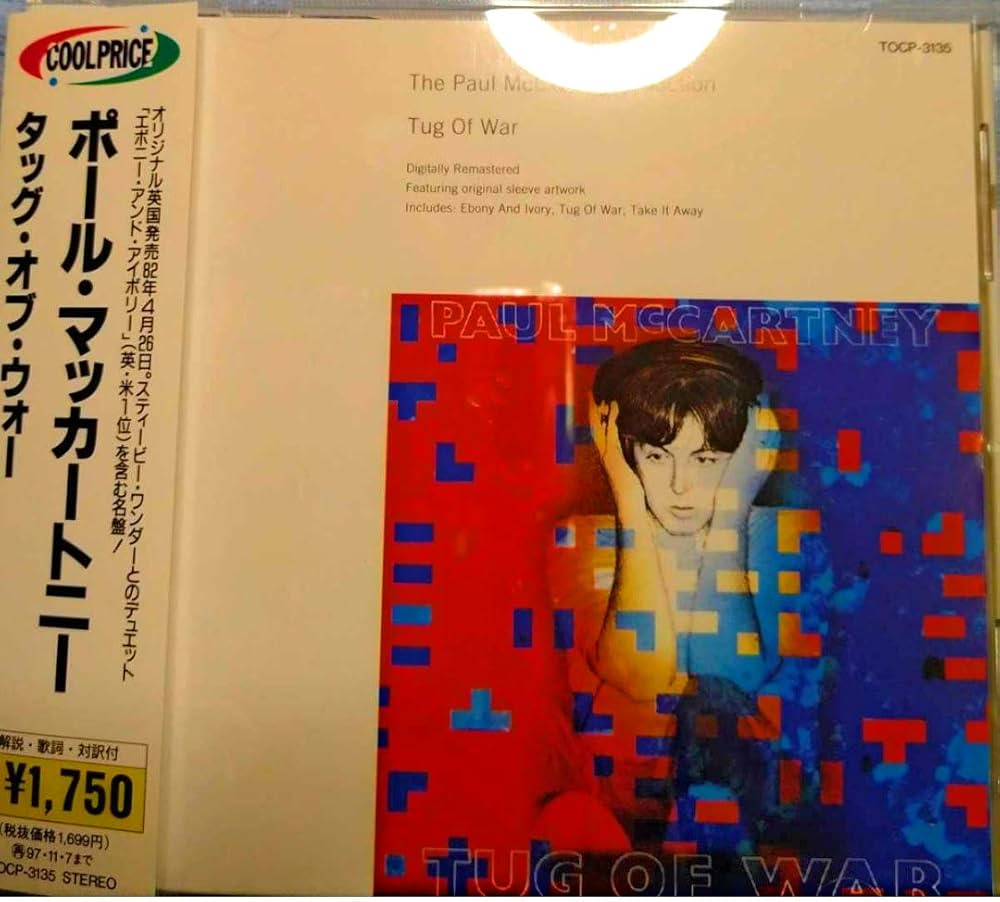 COOLPRICE
オリジナル英国発売82年4月26日。スティービー・ワンダーとのデュエット
「エボニー・アンド・アイボリー」(英・米1位)を含む名盤!
ポール・マッカートニー
タッグ・オブ・ウォー
解説・歌詞・対訳付
¥1,750
(税抜価格1,699円)
再97・11・7まで
OCP-3135 STEREO
TOCP-3135
The Paul
Tug Of War
Digitally Remastered
Featuring original sleeve artwork
Includes: Ebony And Ivory, Tug Of War, Take It Away
PAUL McCARTNEY
TUG OF WAR